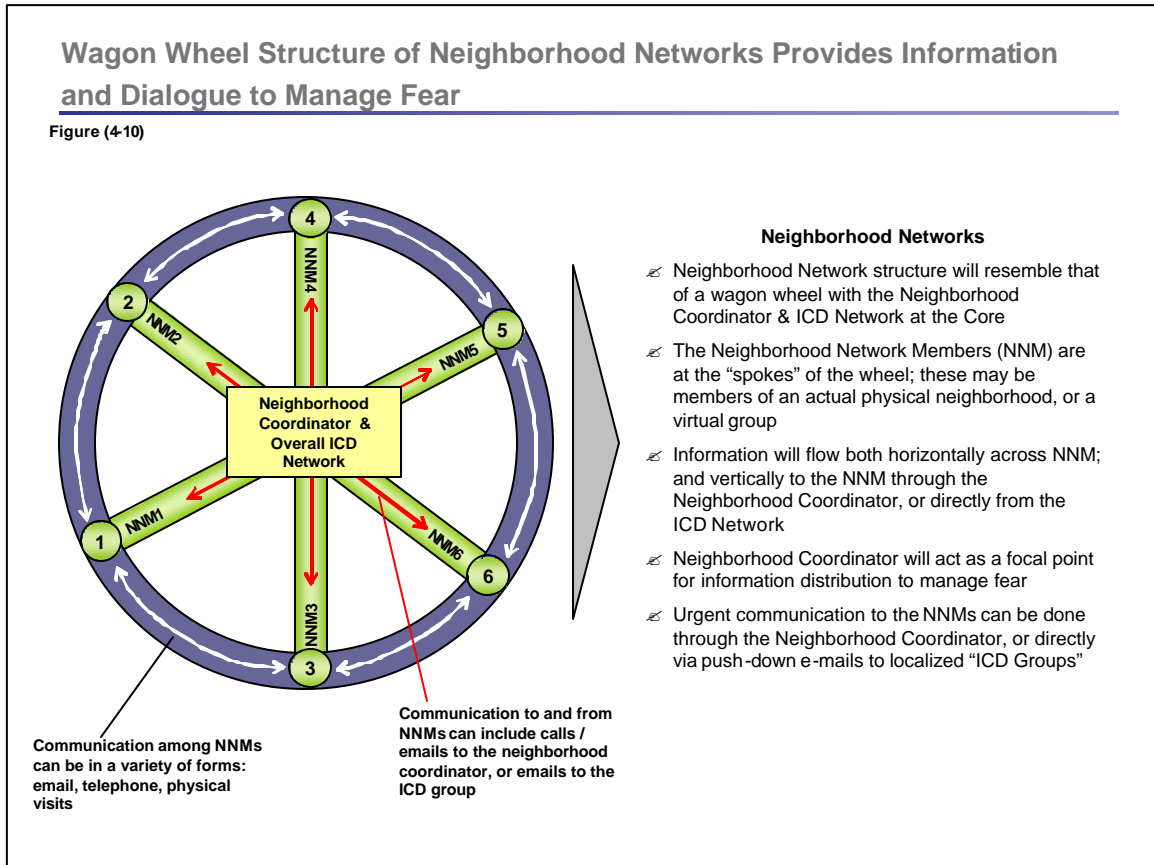 Wagon Wheel Structure of Neighborhood Networks Provides Information
and Dialogue to Manage Fear
Figure (4-10)
4
NNM4
2
NNM2
5
NNM5
Neighborhood
Coordinator &
Overall ICD
Network
1
NNM1
NNM6
6
NNM3
3
Communication among NNMs
can be in a variety of forms:
email, telephone, physical
visits
Communication to and from
NNMs can include calls /
emails to the neighborhood
coordinator, or emails to the
ICD group
Neighborhood Networks
Neighborhood Network structure will resemble that
of a wagon wheel with the Neighborhood
Coordinator & ICD Network at the Core
The Neighborhood Network Members (NNM) are
at the “spokes” of the wheel; these may be
members of an actual physical neighborhood, or a
virtual group
Information will flow both horizontally across NNM;
and vertically to the NNM through the
Neighborhood Coordinator, or directly from the
ICD Network
Neighborhood Coordinator will act as a focal point
for information distribution to manage fear
Urgent communication to the NNMs can be done
through the Neighborhood Coordinator, or directly
via push-down e-mails to localized “ICD Groups”